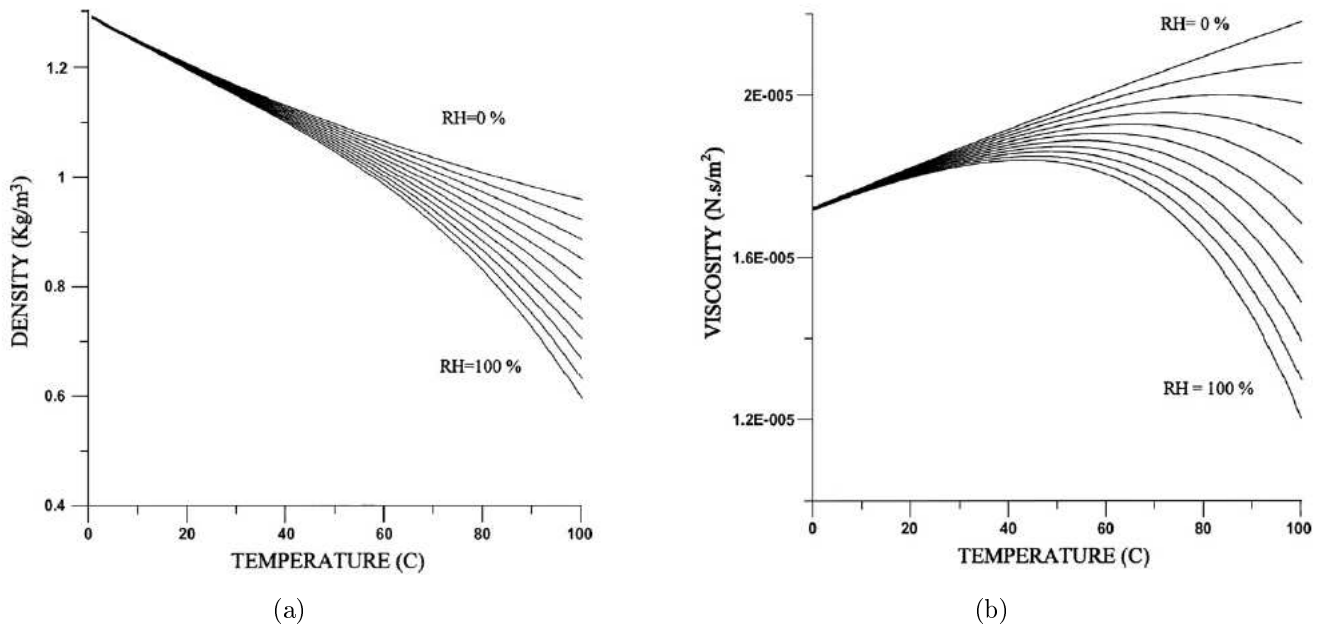 DENSITY (Kg/m³)
1.2
1
0.8
0.6
0.4
RH=0 %
RH=100 %
0 20 40 60 80 100
TEMPERATURE (C)
(a)
VISCOSITY (N.s/m²)
2E-005
1.6E-005
1.2E-005
RH= 0 %
RH = 100 %
0 20 40 60 80 100
TEMPERATURE (C)
(b)